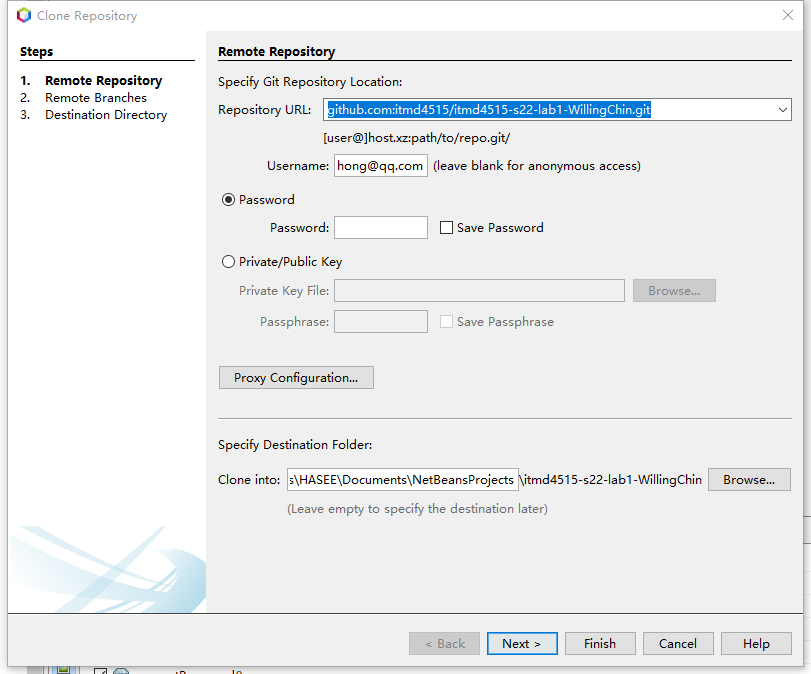 Clone Repository
Steps
1. Remote Repository
2. Remote Branches
3. Destination Directory
Remote Repository
Specify Git Repository Location:
Repository URL: github.com:itmd4515/itmd4515-s22-lab1-WillingChin.git
[user@]host.xz:path/to/repo.git/
Username: hong@qq.com (leave blank for anonymous access)
Password
Password: Save Password
Private/Public Key
Private Key File: Browse...
Passphrase: Save Passphrase
Proxy Configuration...
Specify Destination Folder:
Clone into: s\HASEE\Documents\NetBeansProjects \itmd4515-s22-lab1-WillingChin Browse...
(Leave empty to specify the destination later)
< Back Next > Finish Cancel Help